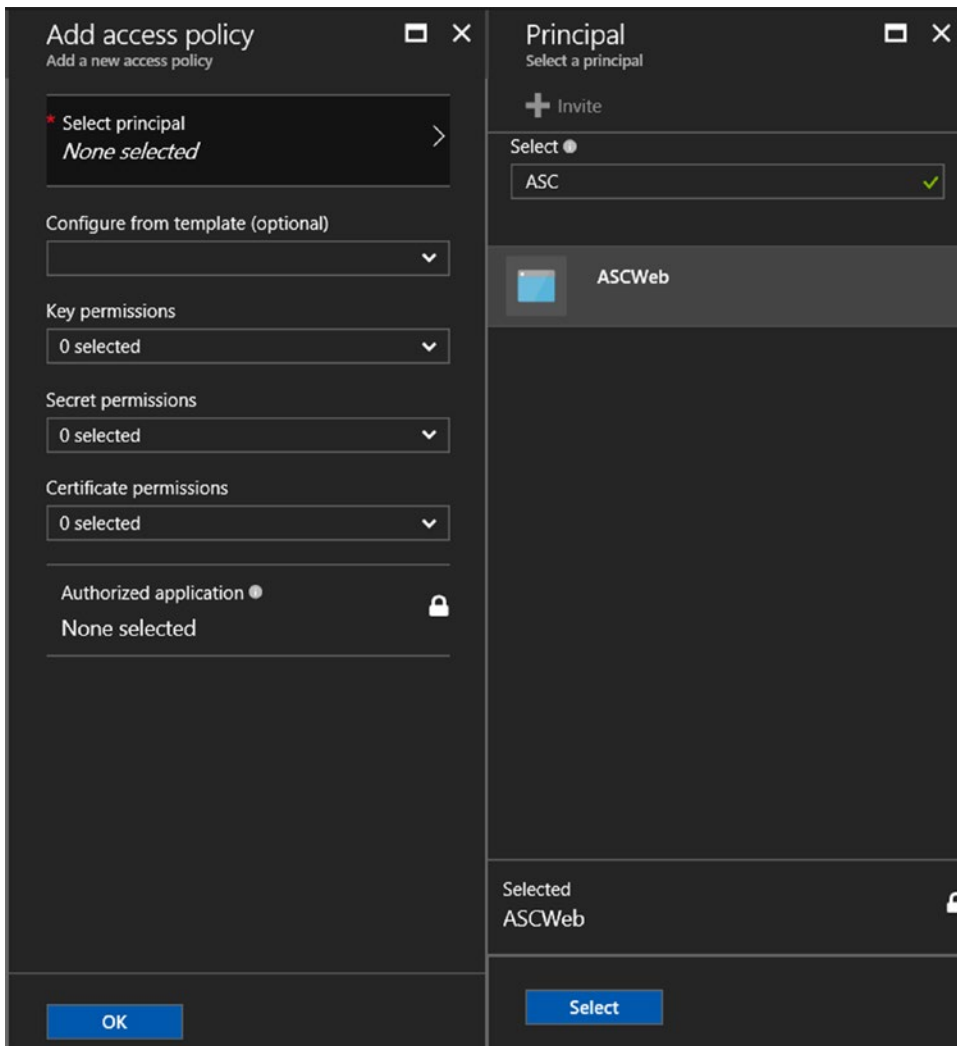 Add access policy
Add a new access policy
* Select principal
None selected
Configure from template (optional)
Key permissions
0 selected
Secret permissions
0 selected
Certificate permissions
0 selected
Authorized application
None selected
OK
Principal
Select a principal
Invite
Select
ASC
ASCWeb
Selected
ASCWeb
Select